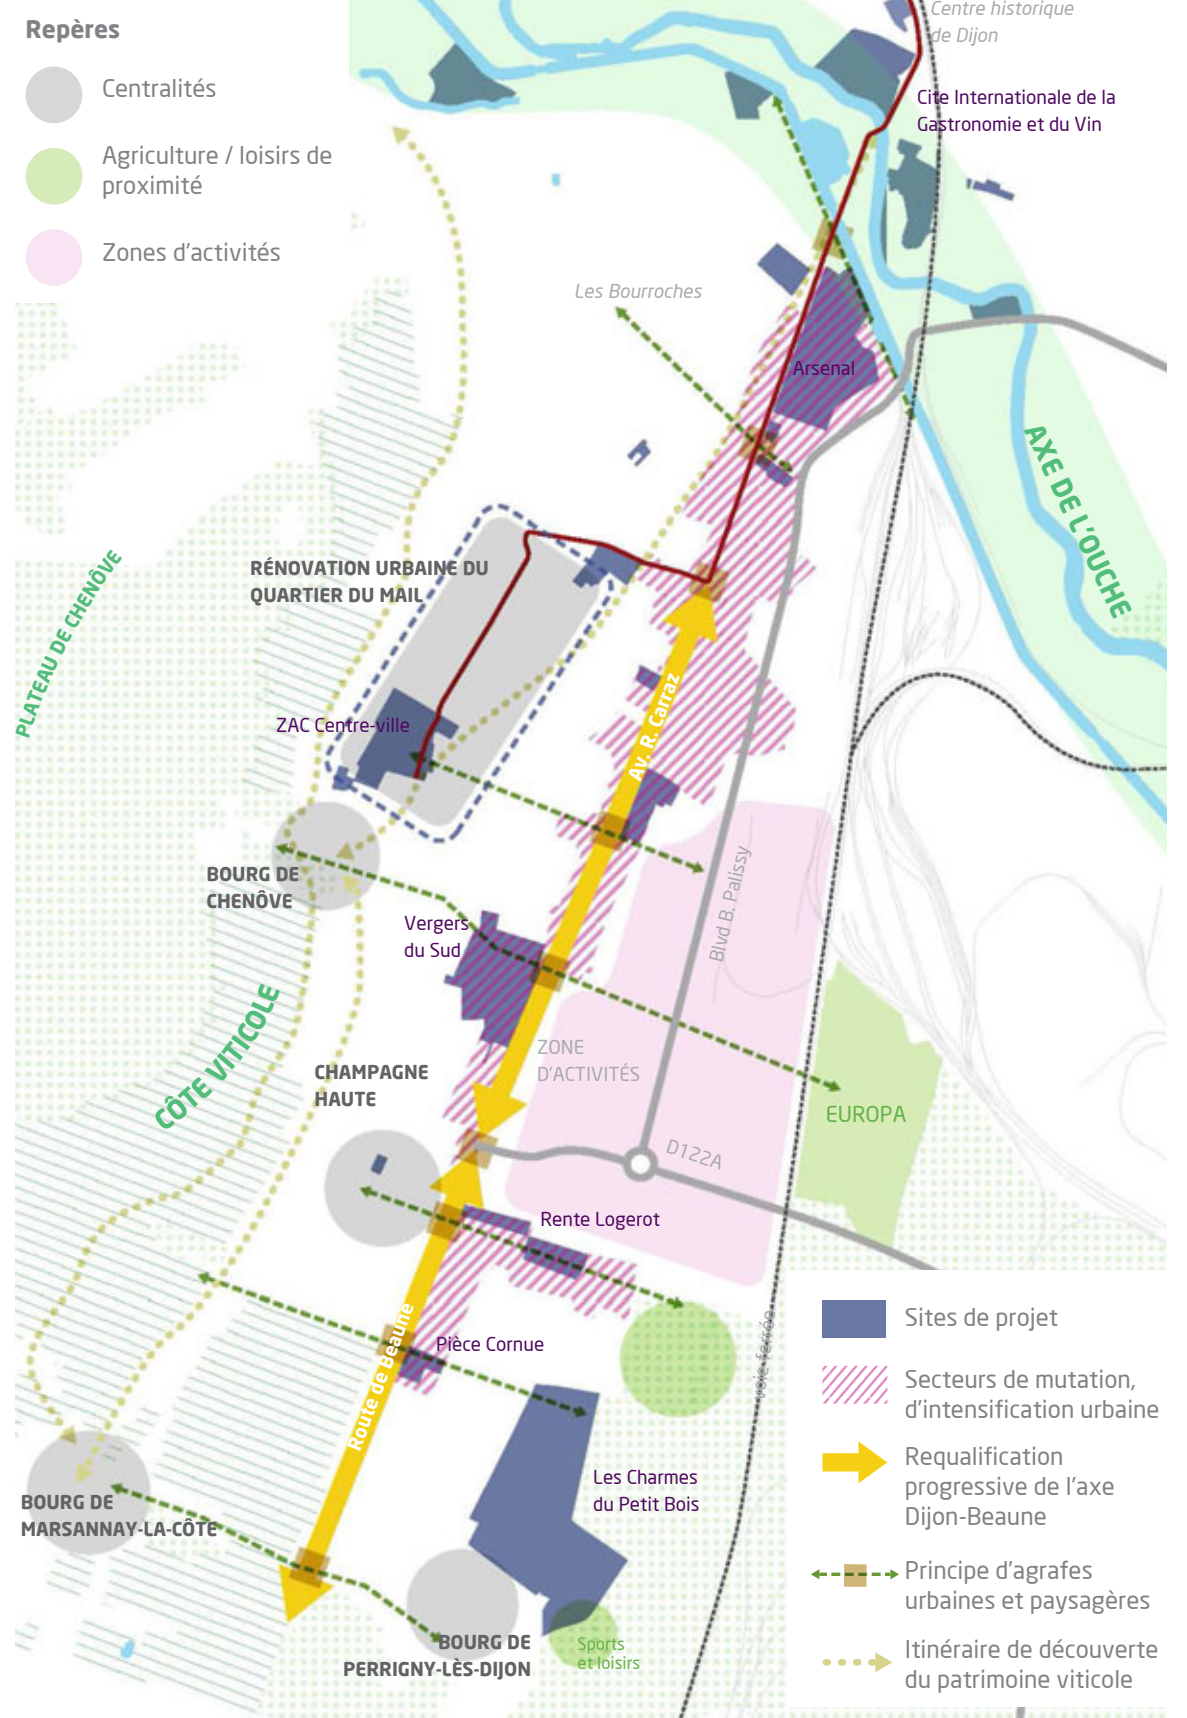 Repères
Centralités
Agriculture / loisirs de
proximité
Zones d'activités
Centre historique
de Dijon
Cite Internationale de la
Gastronomie et du Vin
Les Bourroches
Arsenal
AXE DE L'OUCHE
PLATEAU DE CHENÔVE
RÉNOVATION URBAINE DU
QUARTIER DU MAIL
ZAC Centre-ville
Av. R. Carraz
BOURG DE
CHENÔVE
Vergers
du Sud
Blvd B. Palissy
CÔTE VITICOLE
ZONE
D'ACTIVITÉS
CHAMPAGNE
HAUTE
EUROPA
D122A
Rente Logerot
Route de Beaune
Pièce Cornue
voie ferrée
Les Charmes
du Petit Bois
BOURG DE
MARSANNAY-LA-CÔTE
BOURG DE
PERRIGNY-LÈS-DIJON
Sports
et loisirs
Sites de projet
Secteurs de mutation,
d'intensification urbaine
Requalification
progressive de l'axe
Dijon-Beaune
Principe d'agrafes
urbaines et paysagères
Itinéraire de découverte
du patrimoine viticole